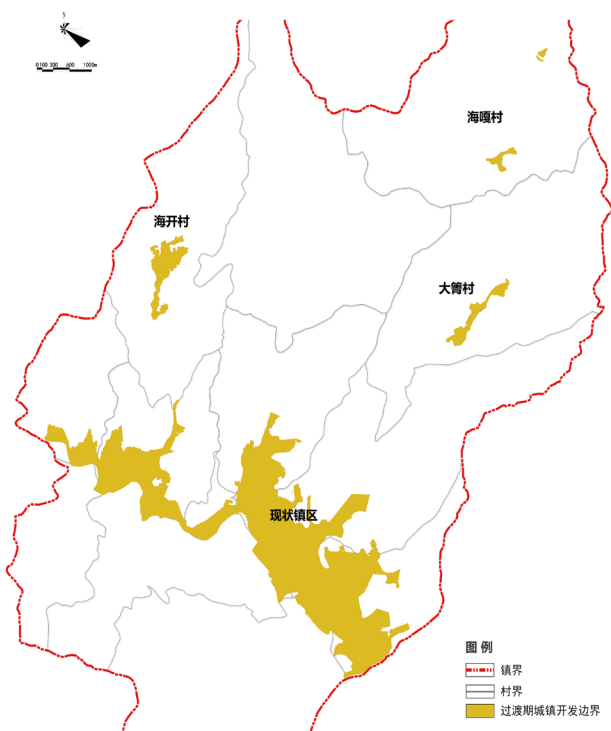 N
0 100 300 600 1000m
海嘎村
海开村
大箐村
现状镇区
图 例
镇界
村界
过渡期城镇开发边界